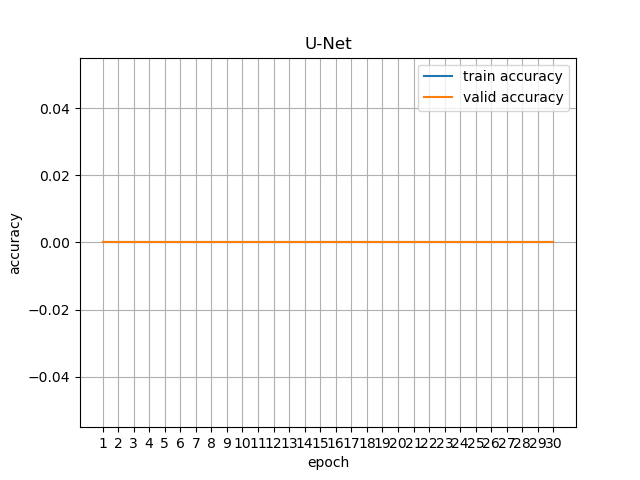 U-Net
train accuracy
valid accuracy
accuracy
0.04
0.02
0.00
−0.02
−0.04
1 2 3 4 5 6 7 8 9 10 11 12 13 14 15 16 17 18 19 20 21 22 23 24 25 26 27 28 29 30
epoch